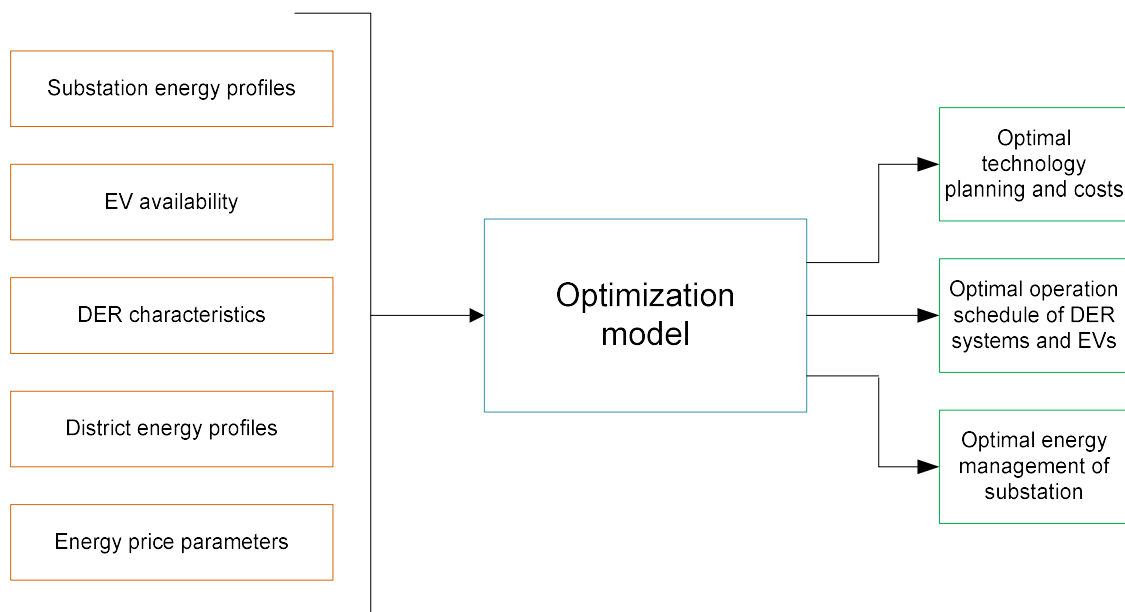 Substation energy profiles
EV availability
DER characteristics
District energy profiles
Energy price parameters
Optimization
model
Optimal
technology
planning and costs
Optimal operation
schedule of DER
systems and EVs
Optimal energy
management of
substation